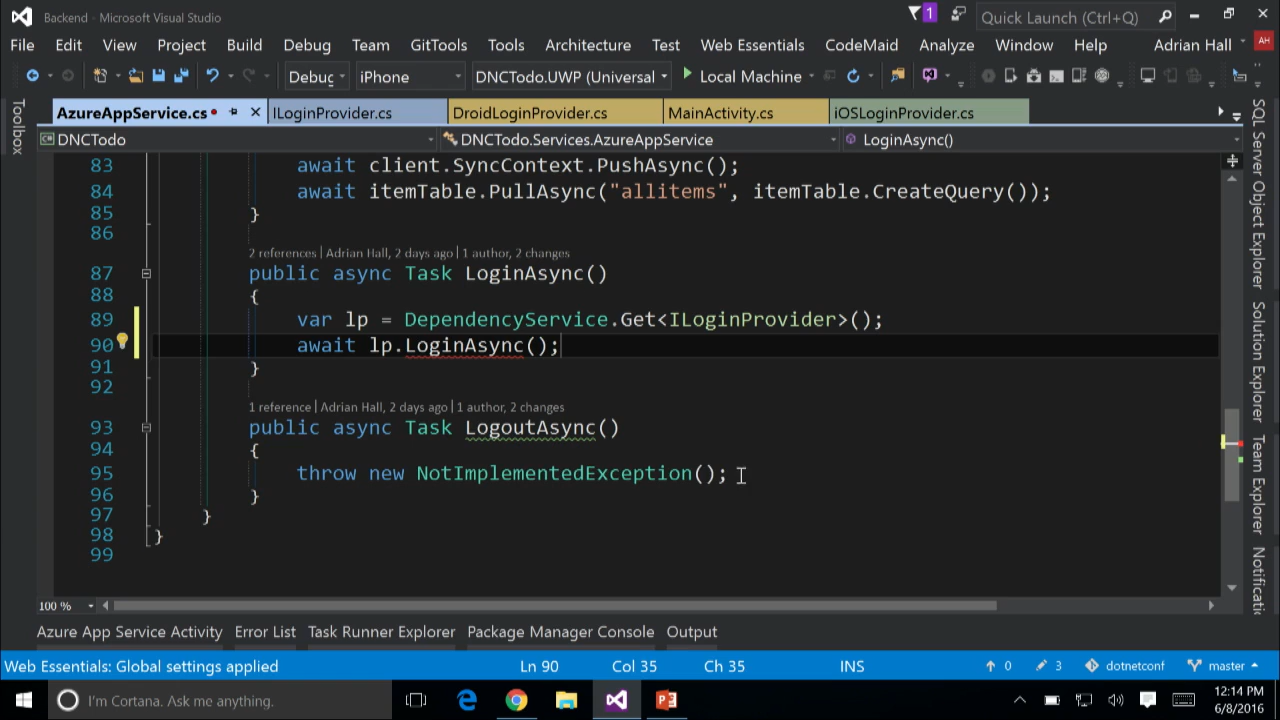 Backend - Microsoft Visual Studio
1
Quick Launch (Ctrl+Q)
File Edit View Project Build Debug Team GitTools Tools Architecture Test Web Essentials CodeMaid Analyze Window Help Adrian Hall AH
Debug iPhone DNCTodo.UWP (Universal Local Machine
Toolbox
AzureAppService.cs ILoginProvider.cs DroidLoginProvider.cs MainActivity.cs iOSLoginProvider.cs
DNCTodo DNCTodo.Services.AzureAppService LoginAsync()
83 await client.SyncContext.PushAsync();
84 await itemTable.PullAsync("allitems", itemTable.CreateQuery());
85 }
86
2 references | Adrian Hall, 2 days ago | 1 author, 2 changes
87 public async Task LoginAsync()
88 {
89 var lp = DependencyService.Get<ILoginProvider>();
90 await lp.LoginAsync();
91 }
92
1 reference | Adrian Hall, 2 days ago | 1 author, 2 changes
93 public async Task LogoutAsync()
94 {
95 throw new NotImplementedException();
96 }
97 }
98 }
99
100 %
SQL Server Object Explorer
Solution Explorer
Team Explorer
Azure App Service Activity Error List Task Runner Explorer Package Manager Console Output
Web Essentials: Global settings applied Ln 90 Col 35 Ch 35 INS 0 3 dotnetconf master
I'm Cortana. Ask me anything.
12:14 PM
6/8/2016